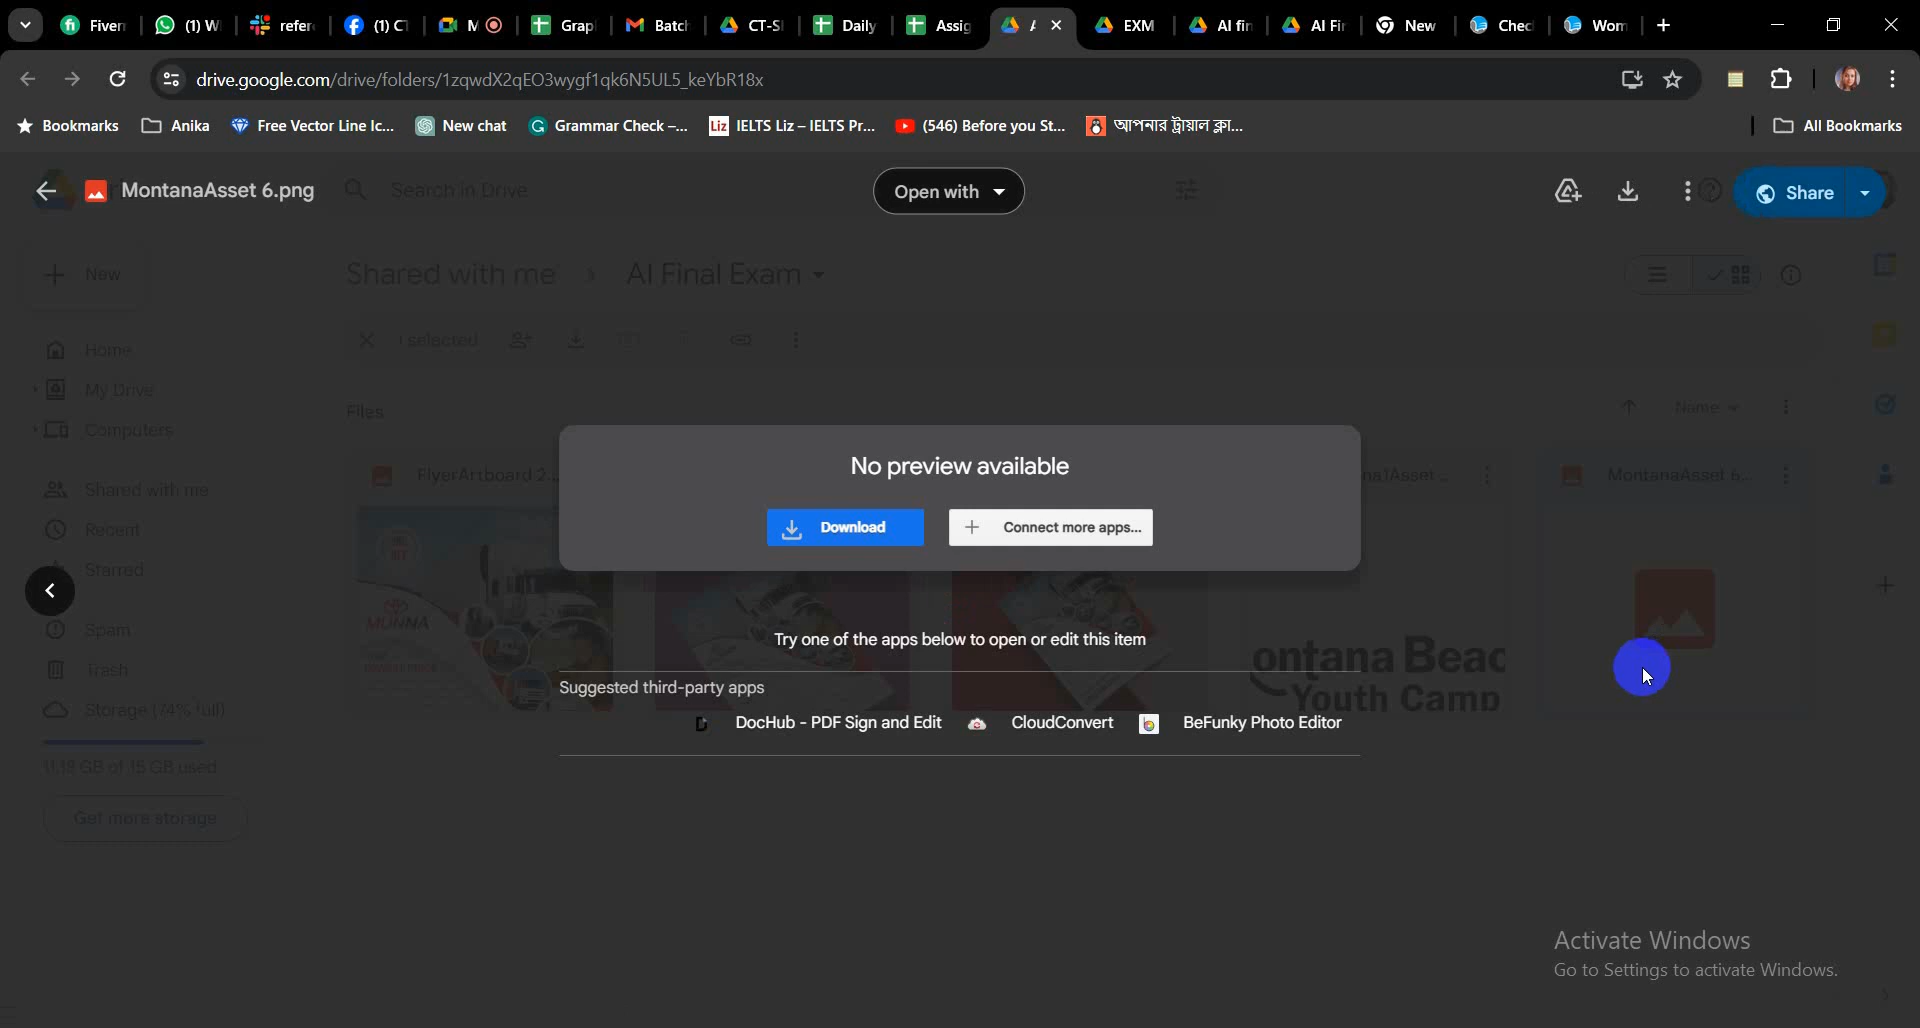 Fiverr
(1) W
refer
(1) C
M
Grap
Batch
CT-S
Daily
Assig
EXM
AI fin
AI Fir
New
Chec
Wom
drive.google.com/drive/folders/1zqwdX2qEO3wygf1qk6N5UL5_keYbR18x
Bookmarks
Anika
Free Vector Line Ic...
New chat
Grammar Check –...
Liz IELTS Liz – IELTS Pr...
(546) Before you St...
আপনার ট্রায়াল ক্লা...
All Bookmarks
MontanaAsset 6.png
Search in Drive
Open with
Share
New
Shared with me > AI Final Exam
1 selected
Home
My Drive
Computers
Shared with me
Recent
Starred
Spam
Trash
Storage (74% full)
11.19 GB of 15 GB used
Get more storage
Files
Name
FlyerArtboard 2...
na1Asset...
MontanaAsset 6...
No preview available
Download
Connect more apps...
MUNNA
ontana Beac
Youth Camp
Try one of the apps below to open or edit this item
Suggested third-party apps
DocHub - PDF Sign and Edit
CloudConvert
BeFunky Photo Editor
Activate Windows
Go to Settings to activate Windows.